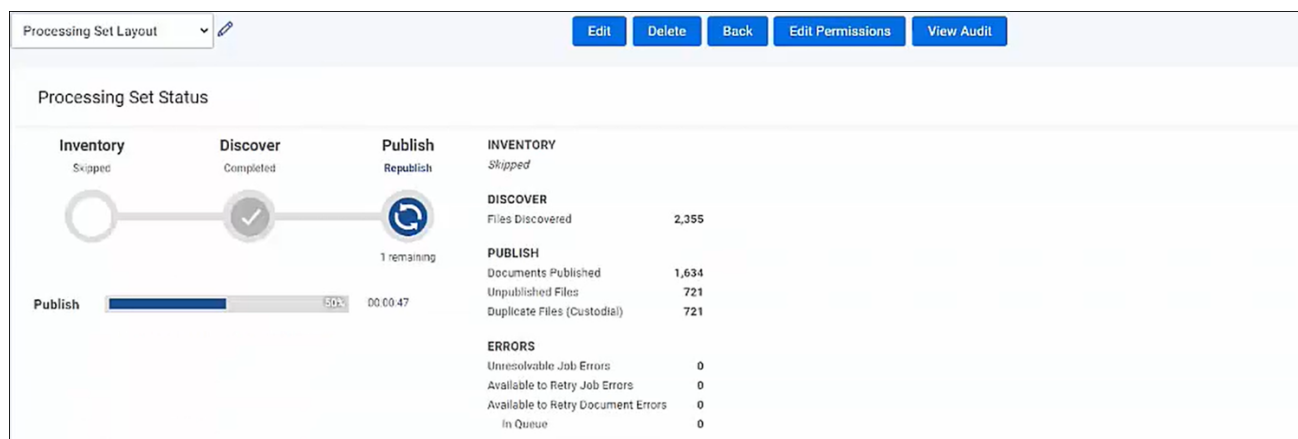 Processing Set Layout
Edit Delete Back Edit Permissions View Audit
Processing Set Status
Inventory Discover Publish
Skipped Completed Republish
1 remaining
Publish 50% 00:00:47
INVENTORY
Skipped
DISCOVER
Files Discovered 2,355
PUBLISH
Documents Published 1,634
Unpublished Files 721
Duplicate Files (Custodial) 721
ERRORS
Unresolvable Job Errors 0
Available to Retry Job Errors 0
Available to Retry Document Errors 0
In Queue 0